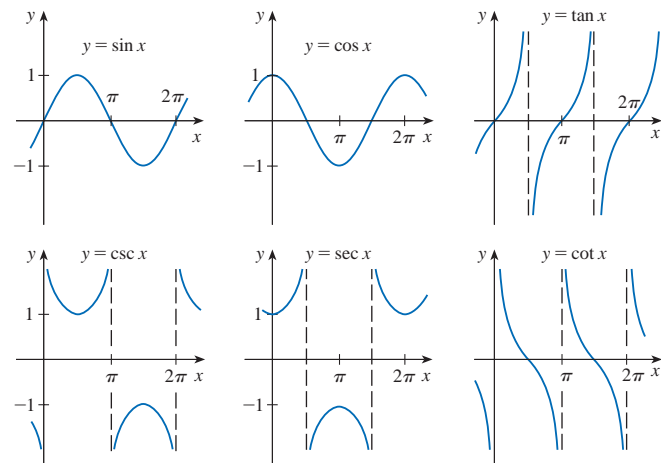 y
y = sin x
1
π
2π
x
−1
y
y = cos x
1
π
2π
x
−1
y
y = tan x
π
2π
x
y
y = csc x
1
π
2π
x
−1
y
y = sec x
1
π
2π
x
−1
y
y = cot x
π
2π
x